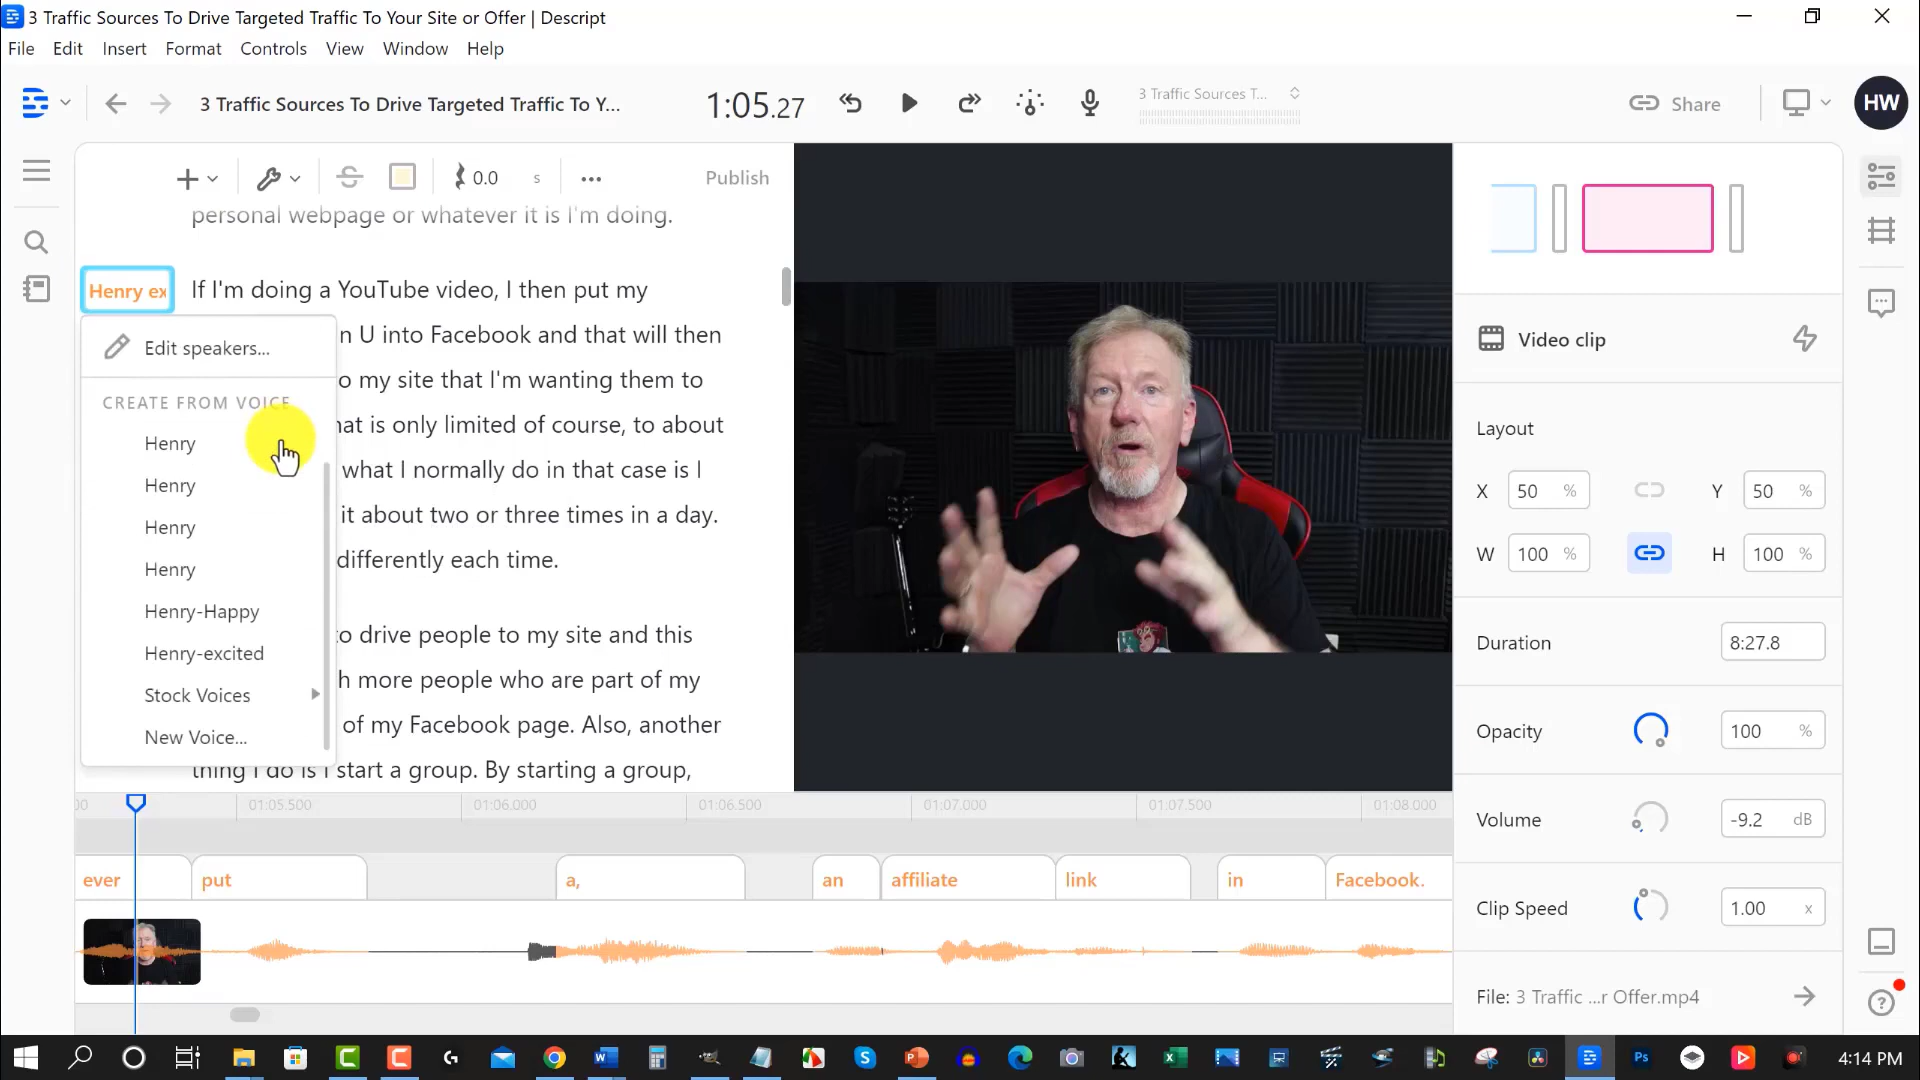 3 Traffic Sources To Drive Targeted Traffic To Your Site or Offer | Descript
File Edit Insert Format Controls View Window Help
3 Traffic Sources To Drive Targeted Traffic To Y...
1:05.27
3 Traffic Sources T...
Share
HW
0.0 s
Publish
personal webpage or whatever it is I'm doing.
Henry ex
If I'm doing a YouTube video, I then put my
n U into Facebook and that will then
o my site that I'm wanting them to
hat is only limited of course, to about
what I normally do in that case is I
it about two or three times in a day.
differently each time.
to drive people to my site and this
h more people who are part of my
of my Facebook page. Also, another
thing I do is I start a group. By starting a group,
Edit speakers...
CREATE FROM VOICE
Henry
Henry
Henry
Henry
Henry-Happy
Henry-excited
Stock Voices
New Voice...
Video clip
Layout
X 50 % Y 50 %
W 100 % H 100 %
Duration 8:27.8
Opacity 100 %
Volume -9.2 dB
Clip Speed 1.00 x
File: 3 Traffic ...r Offer.mp4
00 01:05.500 01:06.000 01:06.500 01:07.000 01:07.500 01:08.000
ever put a, an affiliate link in Facebook.
4:14 PM